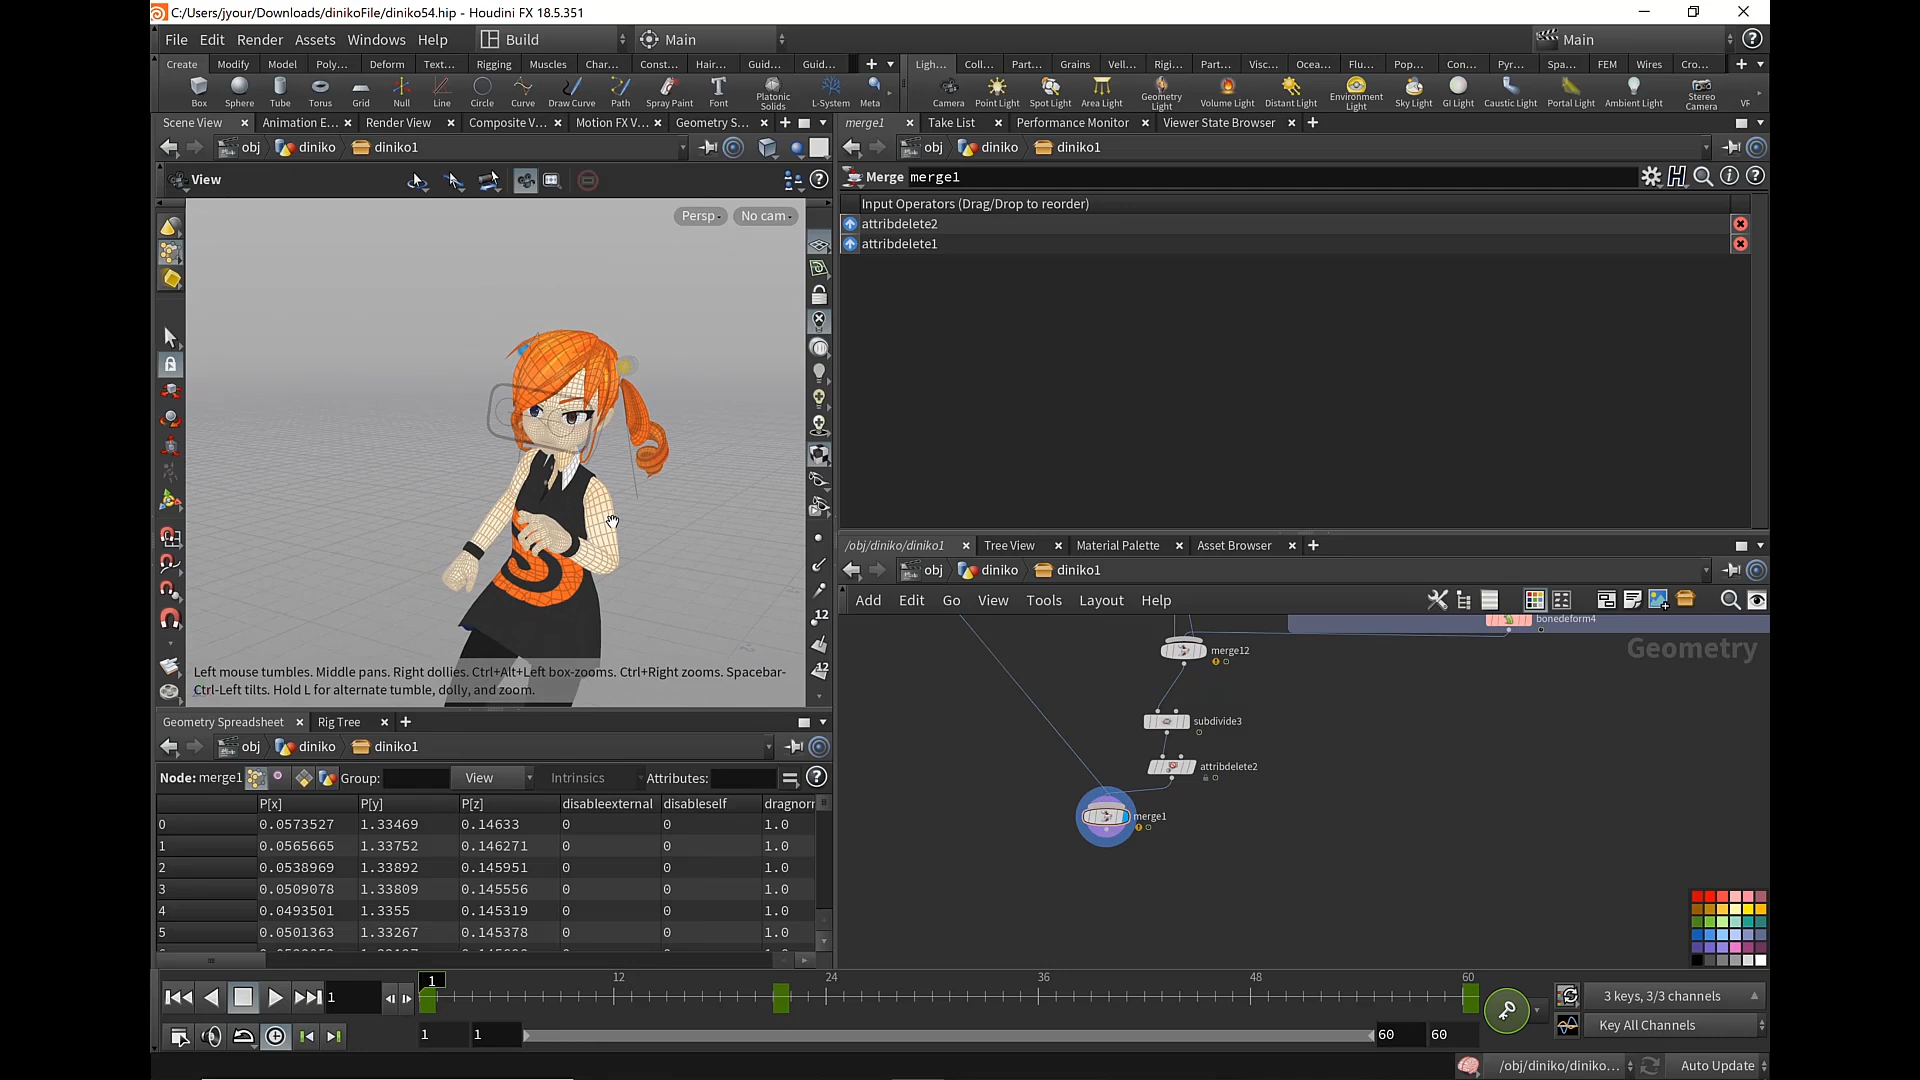 C:/Users/jyour/Downloads/dinikoFile/diniko54.hip - Houdini FX 18.5.351
File Edit Render Assets Windows Help Build Main Main
Create Modify Model Poly... Deform Text... Rigging Muscles Char... Const... Hair... Guid... Guid...
Ligh... Coll... Part... Grains Vell... Rigi... Part... Visc... Ocea... Flu... Pop... Con... Pyr... Spa... FEM Wires Cro...
Box Sphere Tube Torus Grid Null Line Circle Curve Draw Curve Path Spray Paint Font Platonic Solids L-System Meta
Camera Point Light Spot Light Area Light Geometry Light Volume Light Distant Light Environment Light Sky Light GI Light Caustic Light Portal Light Ambient Light Stereo Camera VR
Scene View Animation E... Render View Composite V... Motion FX V... Geometry S...
merge1 Take List Performance Monitor Viewer State Browser
obj diniko diniko1
obj diniko diniko1
View
Merge merge1
Persp No cam
Input Operators (Drag/Drop to reorder)
attribdelete2
attribdelete1
Left mouse tumbles. Middle pans. Right dollies. Ctrl+Alt+Left box-zooms. Ctrl+Right zooms. Spacebar-
Ctrl-Left tilts. Hold L for alternate tumble, dolly, and zoom.
12
12
/obj/diniko/diniko1 Tree View Material Palette Asset Browser
obj diniko diniko1
Add Edit Go View Tools Layout Help
bonedeform4
Geometry
merge12
subdivide3
attribdelete2
merge1
Geometry Spreadsheet Rig Tree
obj diniko diniko1
Node: merge1 Group: View Intrinsics Attributes:
P[x] P[y] P[z] disableexternal disableself dragnorr
0 0.0573527 1.33469 0.14633 0 0 1.0
1 0.0565665 1.33752 0.146271 0 0 1.0
2 0.0538969 1.33892 0.145951 0 0 1.0
3 0.0509078 1.33809 0.145556 0 0 1.0
4 0.0493501 1.3355 0.145319 0 0 1.0
5 0.0501363 1.33267 0.145378 0 0 1.0
1 12 24 36 48 60
1
3 keys, 3/3 channels
1 1 60 60
Key All Channels
/obj/diniko/diniko... Auto Update